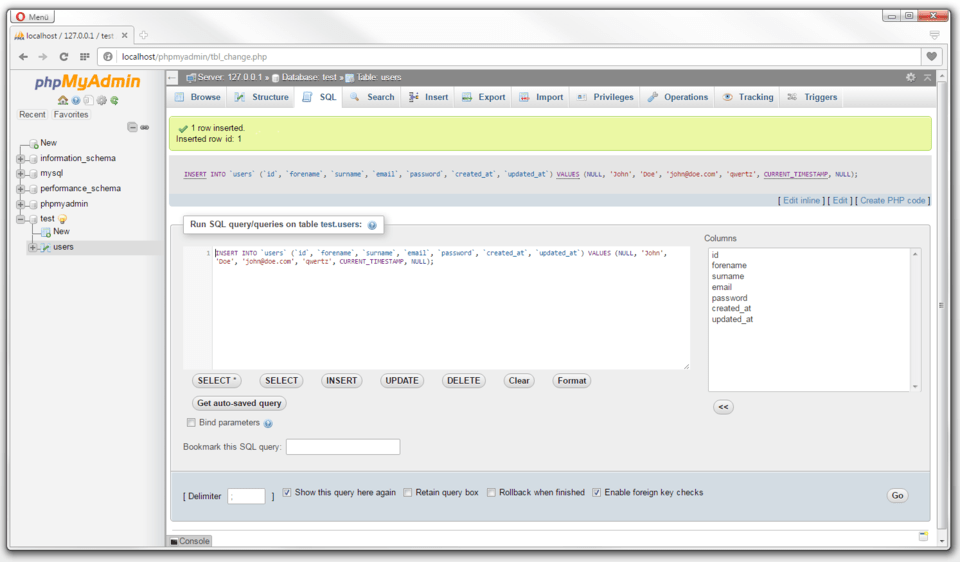 Menü
localhost / 127.0.0.1 / test
localhost/phpmyadmin/tbl_change.php
phpMyAdmin
Recent Favorites
New
information_schema
mysql
performance_schema
phpmyadmin
test
New
users
Server: 127.0.0.1 » Database: test » Table: users
Browse Structure SQL Search Insert Export Import Privileges Operations Tracking Triggers
1 row inserted.
Inserted row id: 1
INSERT INTO `users` (`id`, `forename`, `surname`, `email`, `password`, `created_at`, `updated_at`) VALUES (NULL, 'John', 'Doe', 'john@doe.com', 'qwertz', CURRENT_TIMESTAMP, NULL);
[ Edit inline ] [ Edit ] [ Create PHP code ]
Run SQL query/queries on table test.users:
1 INSERT INTO `users` (`id`, `forename`, `surname`, `email`, `password`, `created_at`, `updated_at`) VALUES (NULL, 'John',
'Doe', 'john@doe.com', 'qwertz', CURRENT_TIMESTAMP, NULL);
Columns
id
forename
surname
email
password
created_at
updated_at
SELECT * SELECT INSERT UPDATE DELETE Clear Format
Get auto-saved query
<<
Bind parameters
Bookmark this SQL query:
[ Delimiter ; ] Show this query here again Retain query box Rollback when finished Enable foreign key checks Go
Console